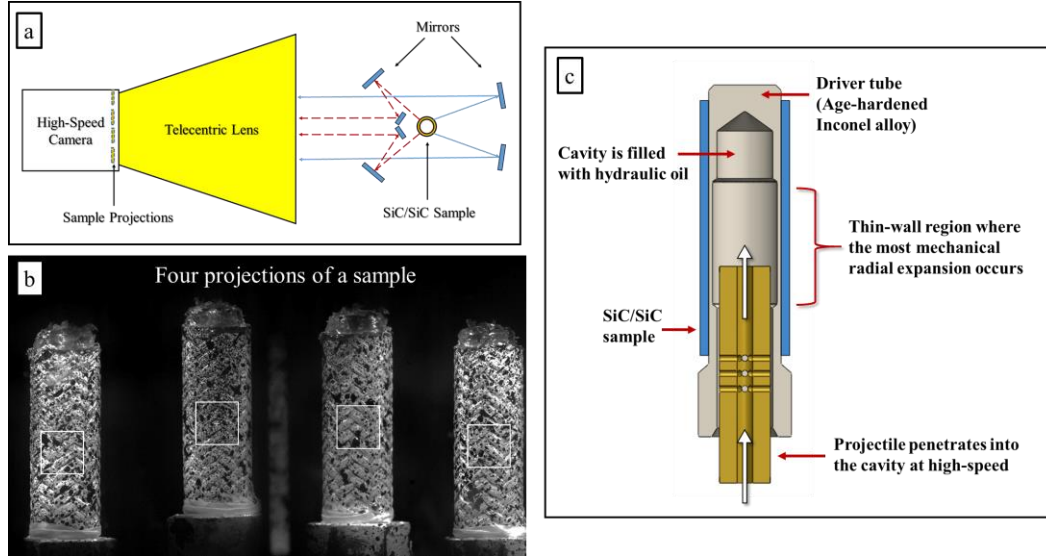 a
Mirrors
High-Speed
Camera
Telecentric Lens
Sample Projections
SiC/SiC Sample
b
Four projections of a sample
c
Driver tube
(Age-hardened
Inconel alloy)
Cavity is filled
with hydraulic oil
Thin-wall region where
the most mechanical
radial expansion occurs
SiC/SiC
sample
Projectile penetrates into
the cavity at high-speed